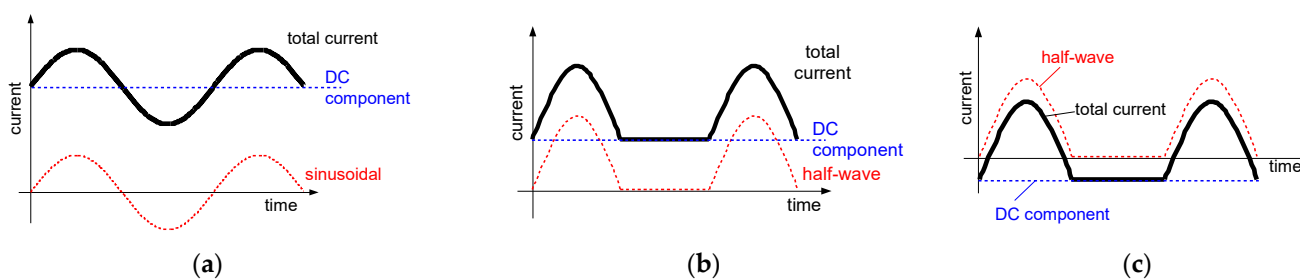 current
total current
DC
component
sinusoidal
time
(a)
current
total
current
DC
component
half-wave
time
(b)
current
half-wave
total current
time
DC component
(c)